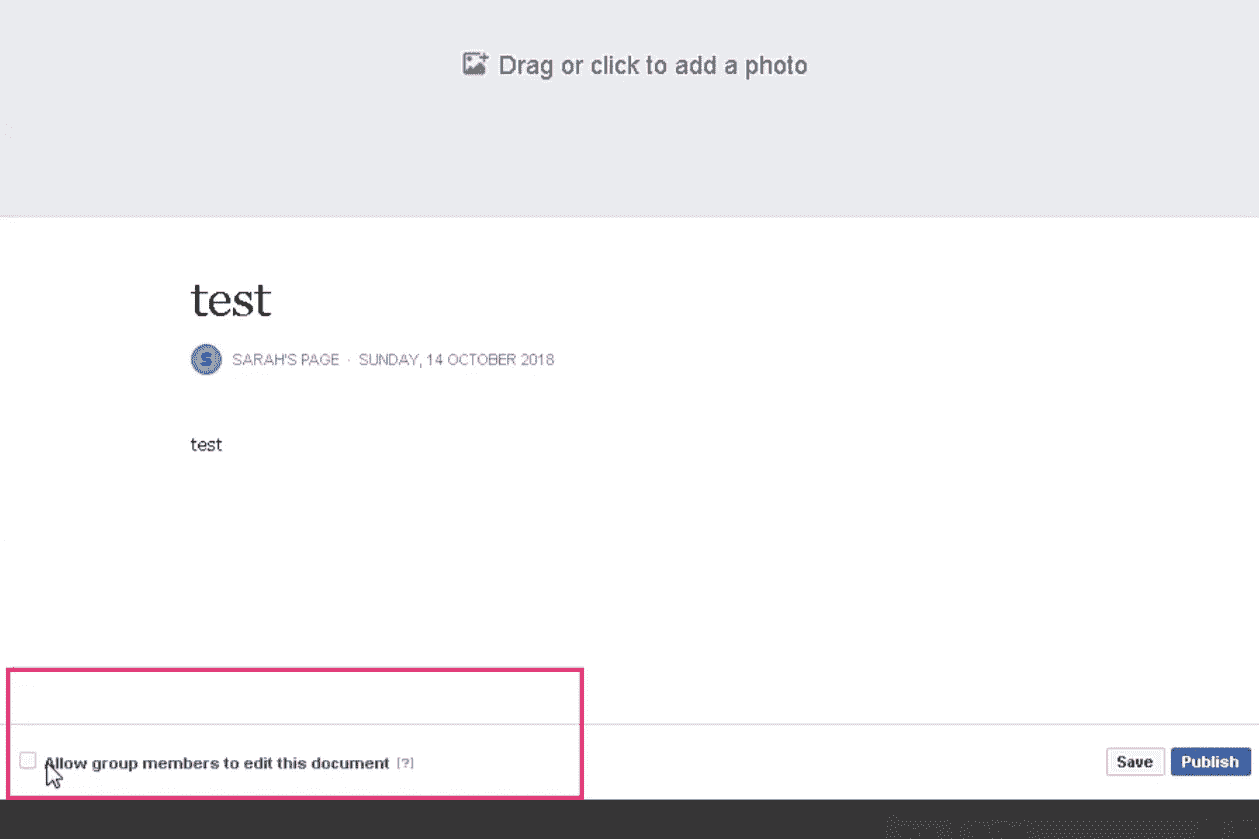 Drag or click to add a photo
test
S SARAH'S PAGE · SUNDAY, 14 OCTOBER 2018
test
Allow group members to edit this document [?] Save Publish